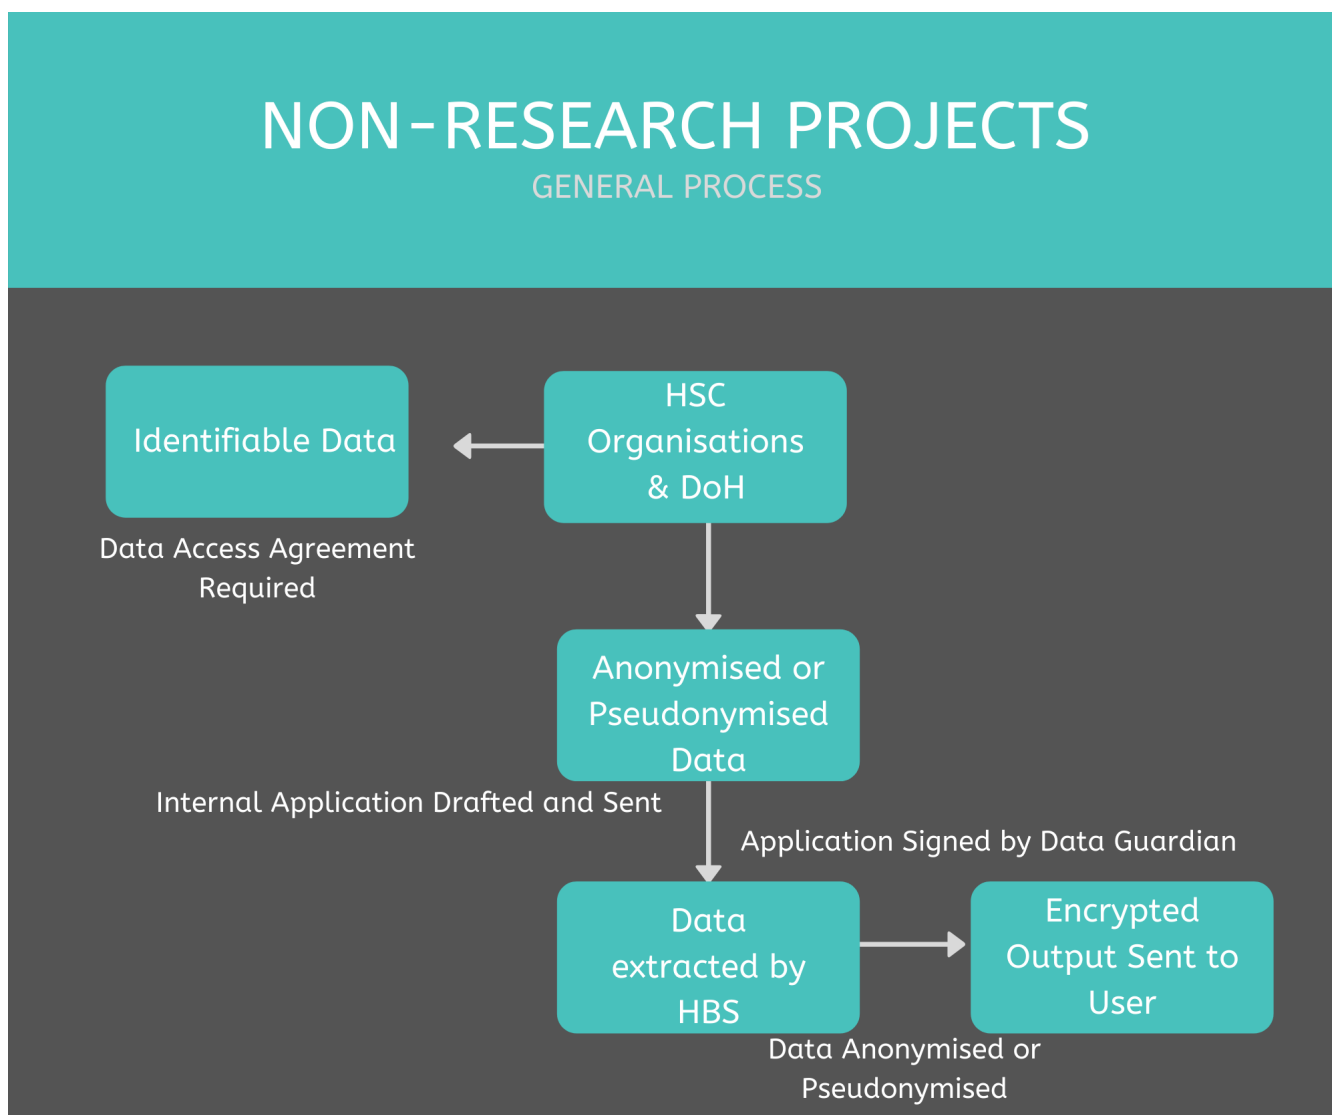 NON-RESEARCH PROJECTS
GENERAL PROCESS
Identifiable Data
Data Access Agreement
Required
HSC
Organisations
& DoH
Anonymised or
Pseudonymised
Data
Internal Application Drafted and Sent
Application Signed by Data Guardian
Data
extracted by
HBS
Encrypted
Output Sent to
User
Data Anonymised or
Pseudonymised